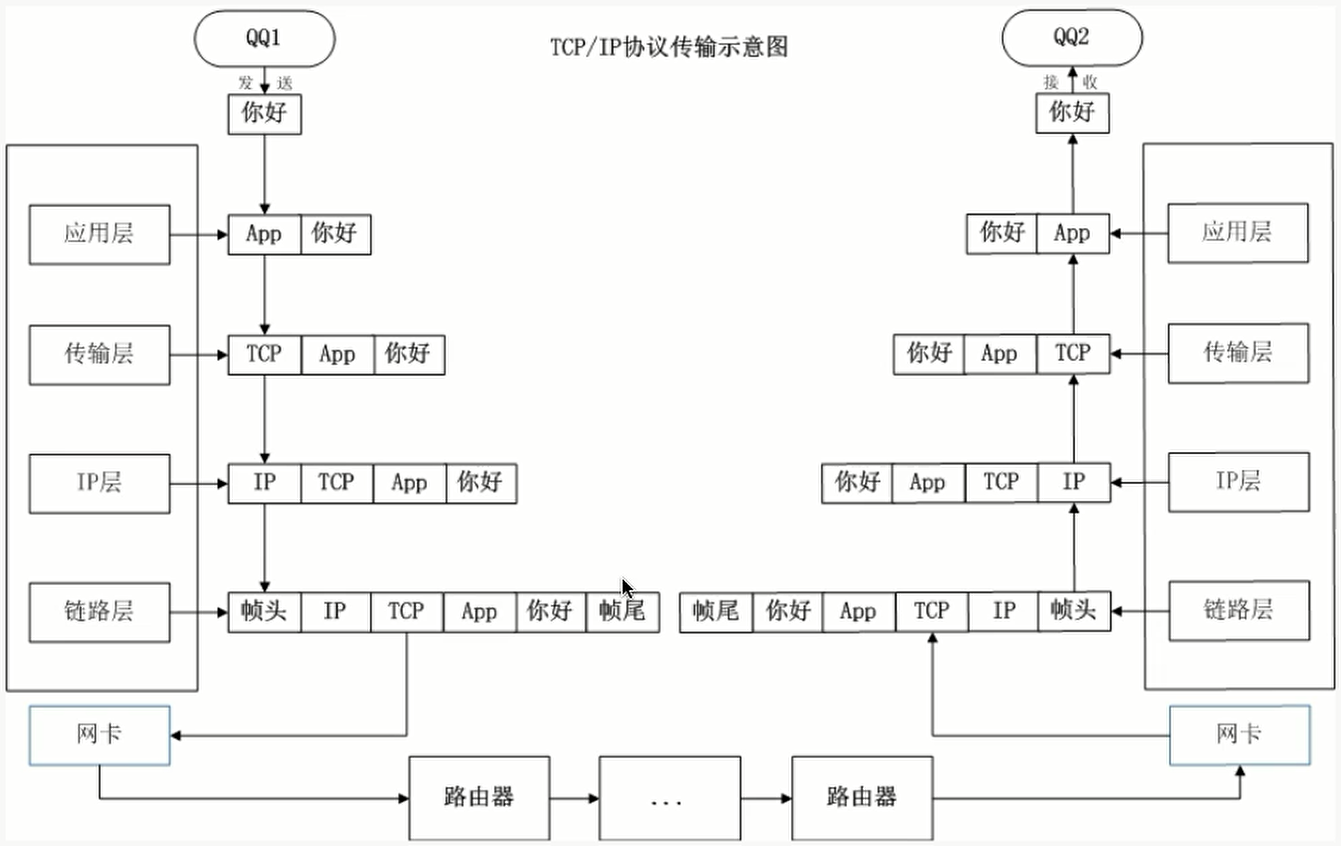 QQ1
TCP/IP协议传输示意图
QQ2
发 送
接 收
你好
你好
应用层
App 你好
你好 App
应用层
传输层
TCP App 你好
你好 App TCP
传输层
IP层
IP TCP App 你好
你好 App TCP IP
IP层
链路层
帧头 IP TCP App 你好 帧尾
帧尾 你好 App TCP IP 帧头
链路层
网卡
网卡
路由器
...
路由器